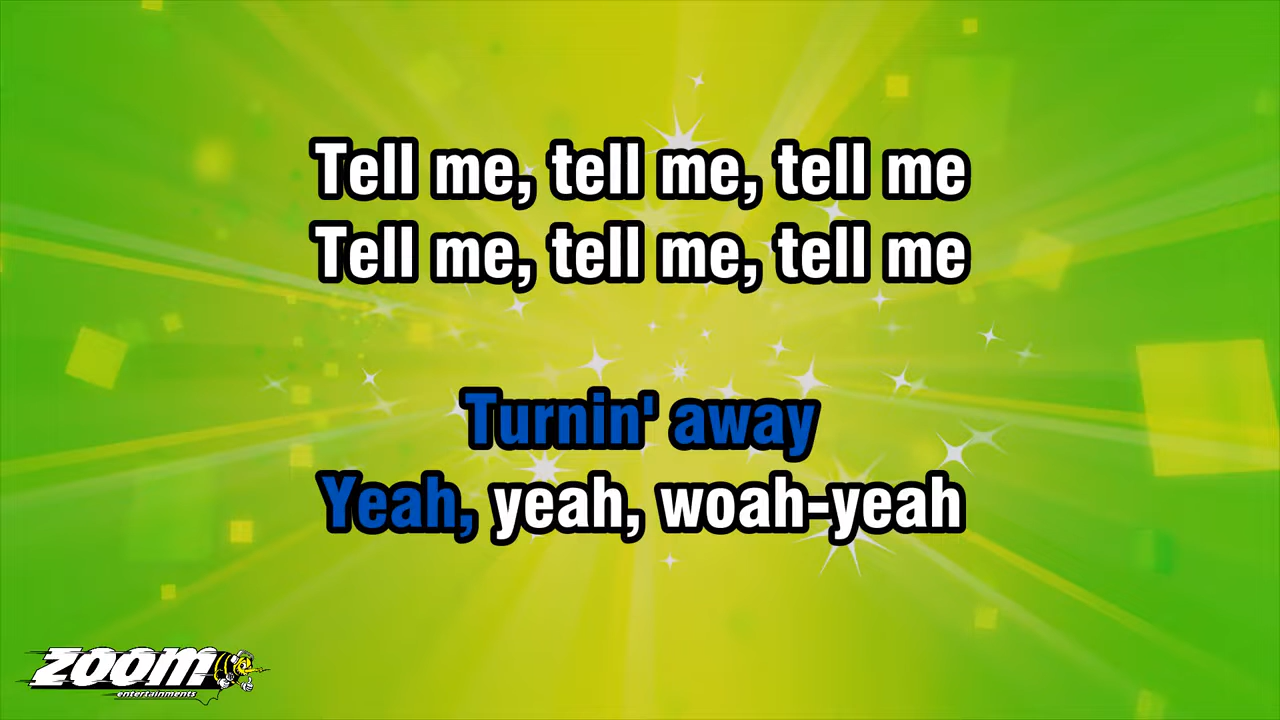 Tell me, tell me, tell me
Tell me, tell me, tell me
Turnin' away
Yeah, yeah, woah-yeah
ZOOM
entertainments